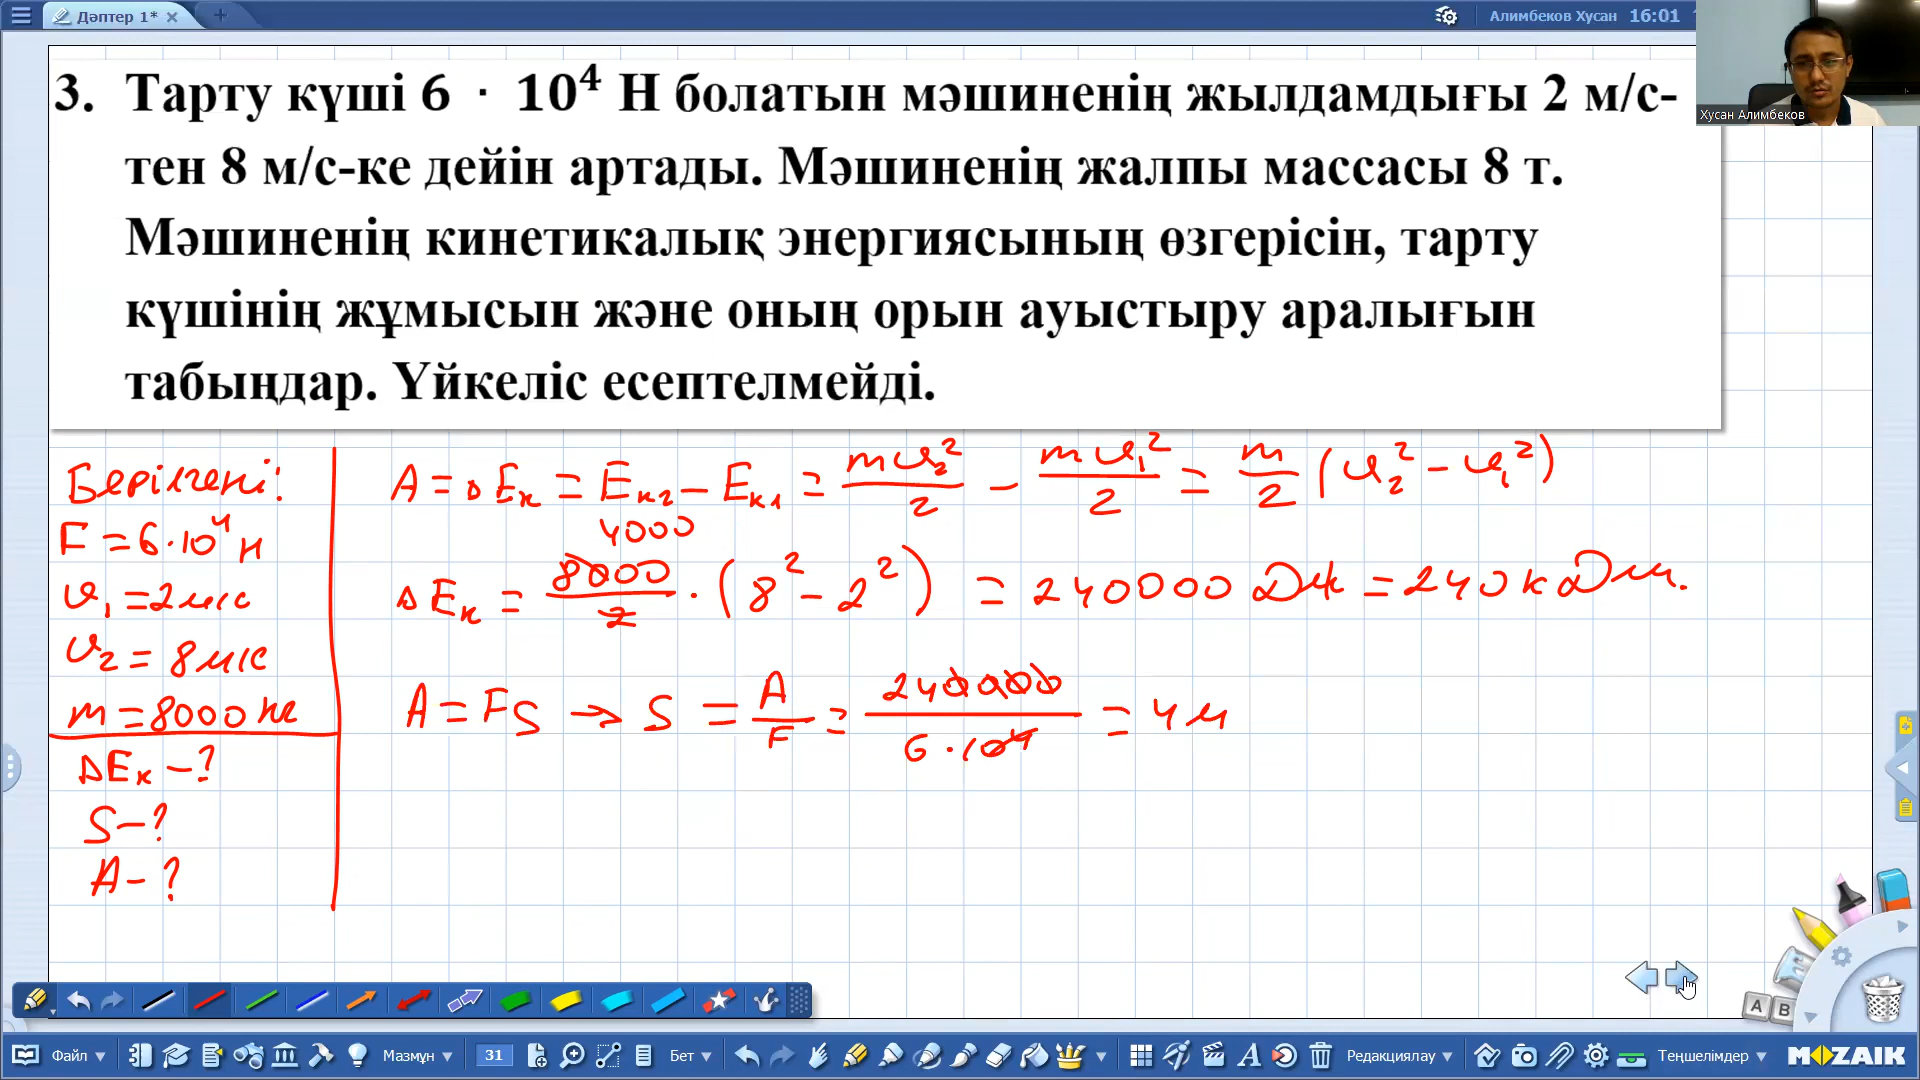 Дәптер 1*
Алимбеков Хусан 16:01
Хусан Алимбеков
3. Тарту күші 6 · 10⁴ Н болатын мәшиненің жылдамдығы 2 м/с-
тен 8 м/с-ке дейін артады. Мәшиненің жалпы массасы 8 т.
Мәшиненің кинетикалық энергиясының өзгерісін, тарту
күшінің жұмысын және оның орын ауыстыру аралығын
табыңдар. Үйкеліс есептелмейді.
Берілгені:
F = 6·10⁴ Н
υ₁ = 2 м/с
υ₂ = 8 м/с
m = 8000 кг
ΔEк – ?
S – ?
A – ?
A = ΔEк = Eк2 – Eк1 = mυ₂²/2 – mυ₁²/2 = m/2 (υ₂² – υ₁²)
4000
ΔEк = 8000/2 · (8² – 2²) = 240000 Дж = 240 кДж.
A = FS → S = A/F = 240000/6·10⁴ = 4 м
A B
Файл Мазмұн 31 Бет Редакциялау Теңшелімдер MOZAIK